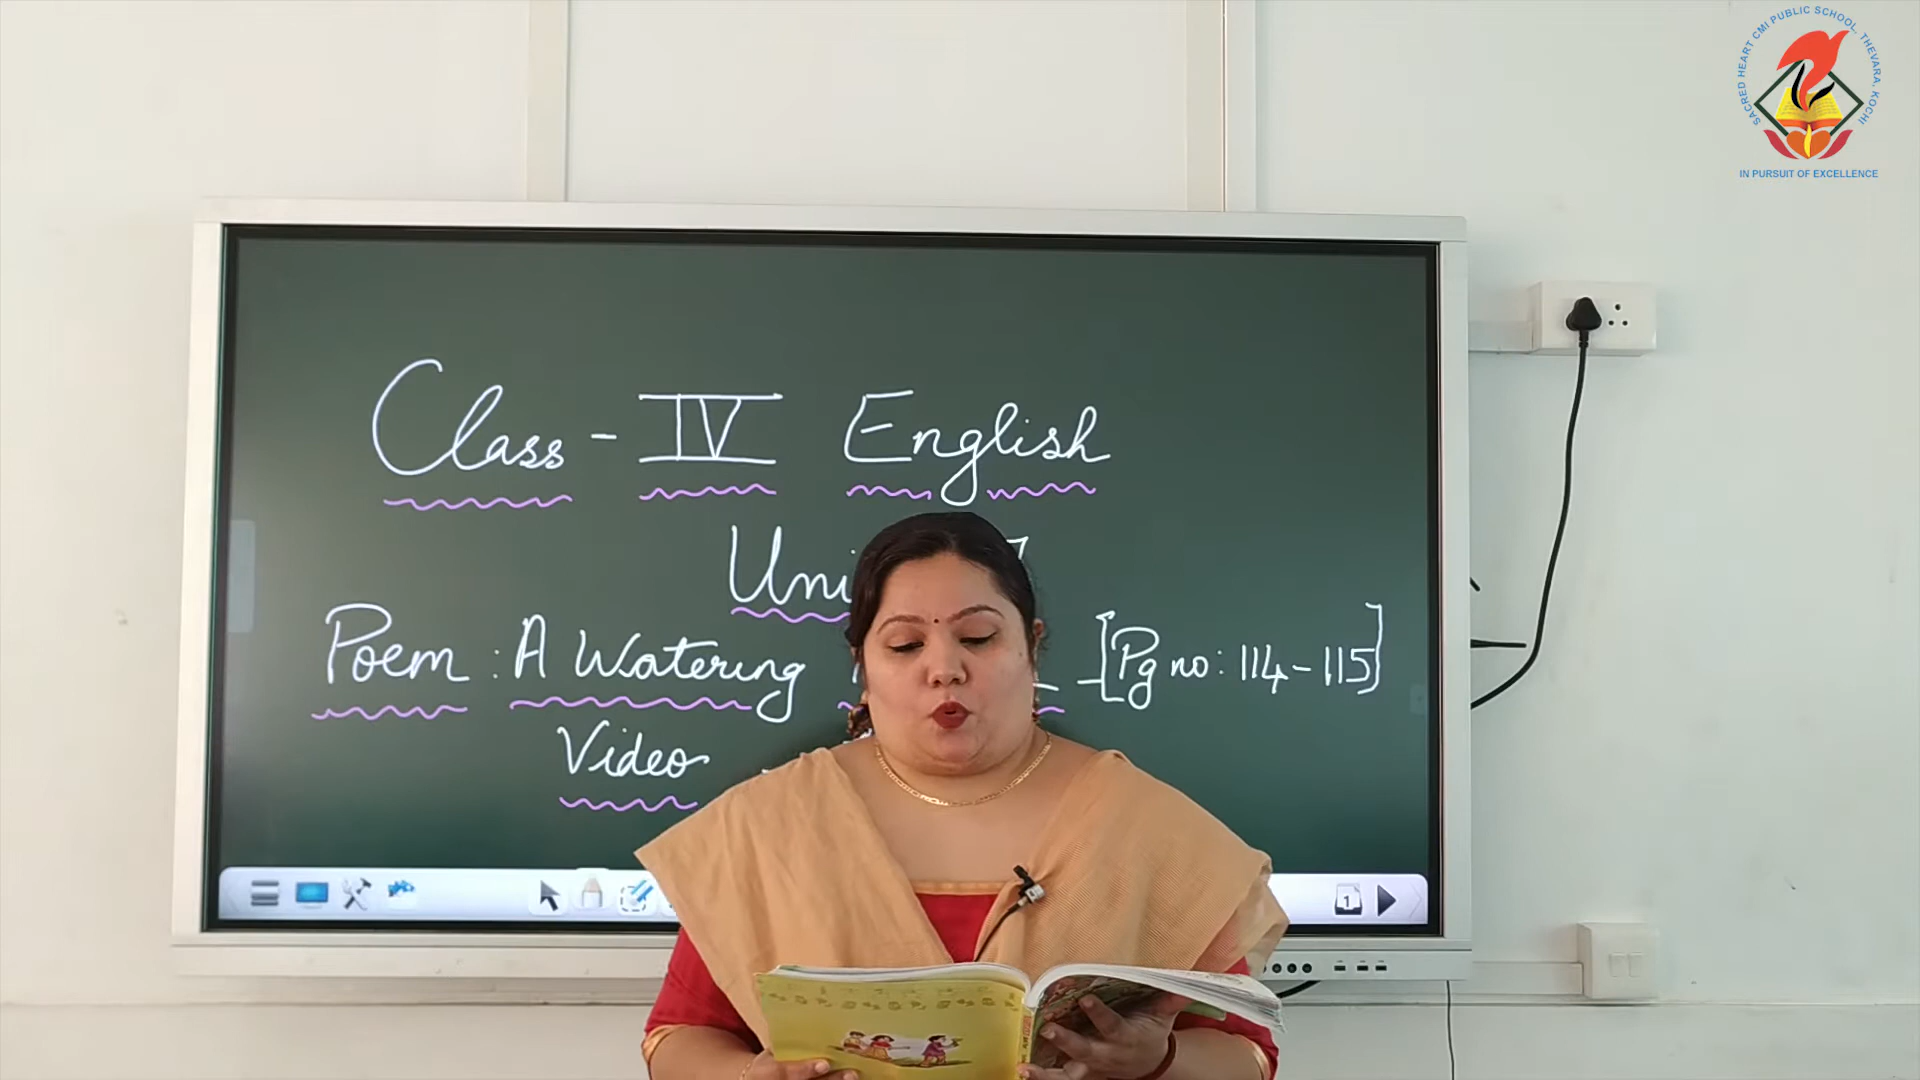 SACRED HEART CMI PUBLIC SCHOOL, THEVARA, KOCHI
IN PURSUIT OF EXCELLENCE
Class - IV English
Poem : A Watering [Pg no: 114 - 115]
Video
1